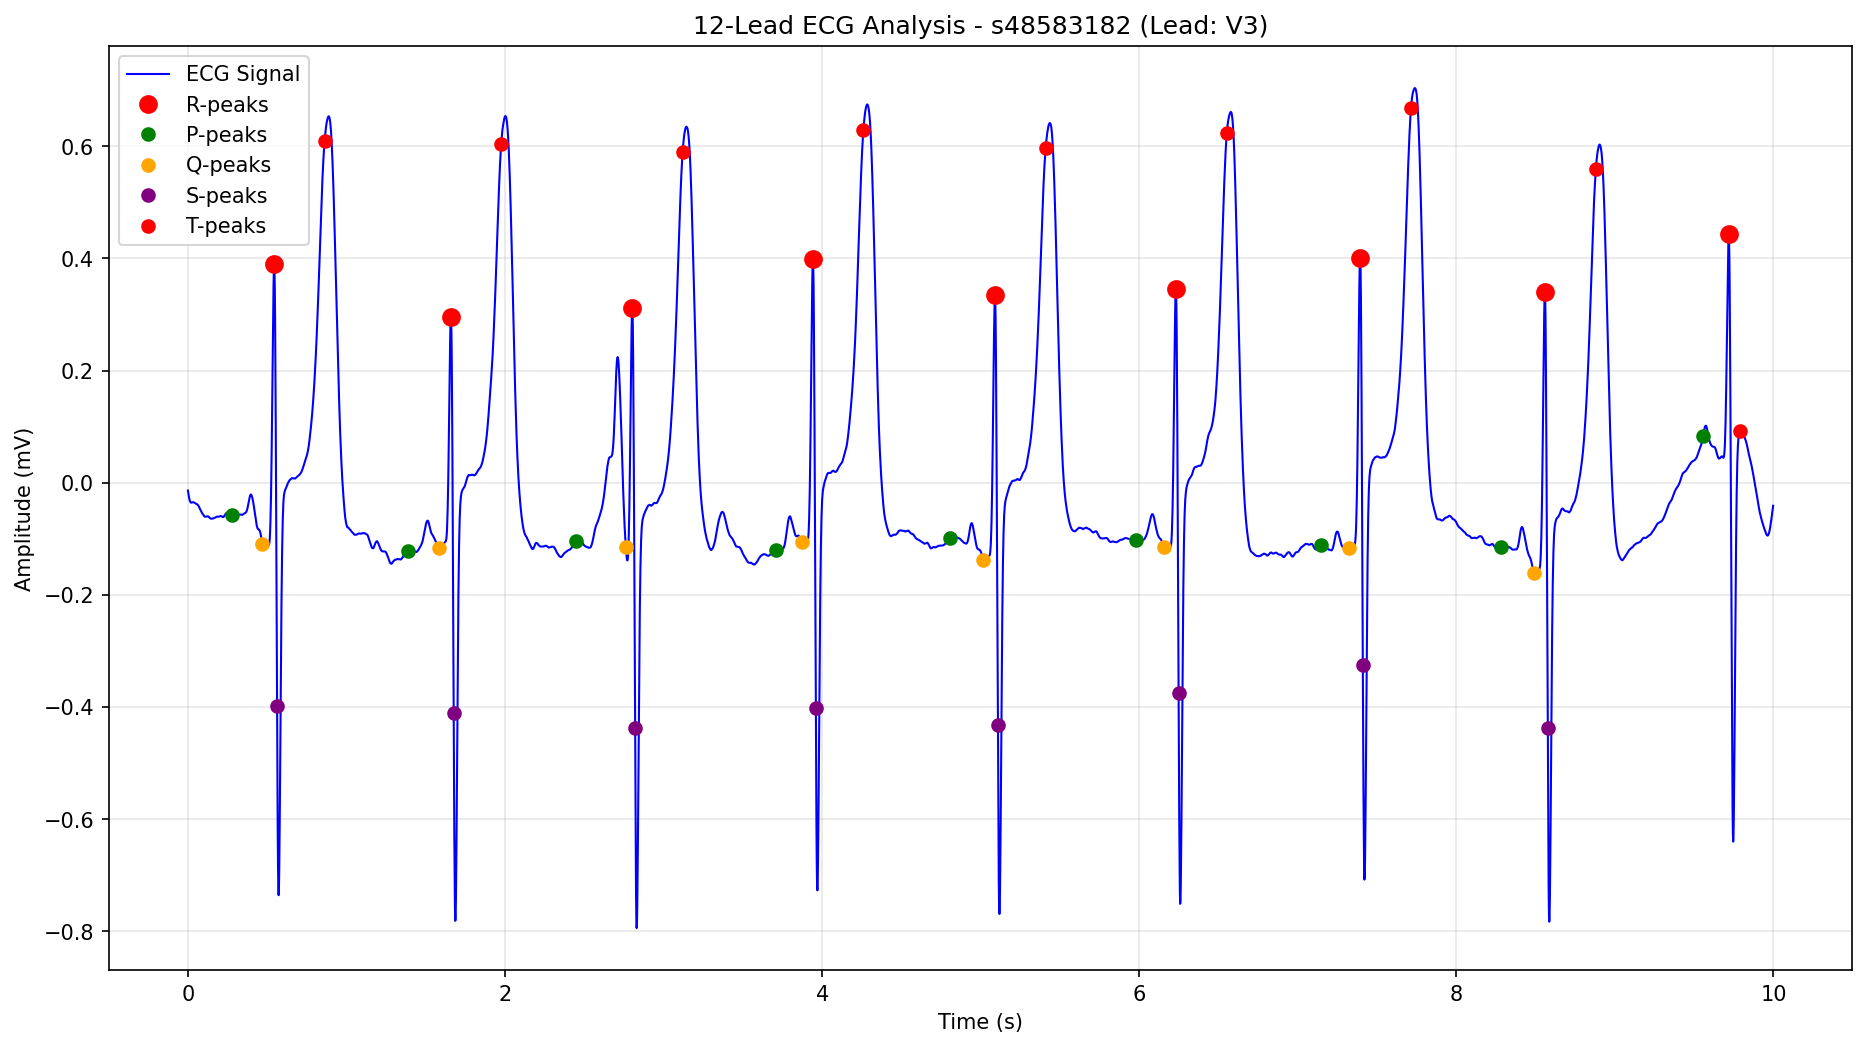 12-Lead ECG Analysis - s48583182 (Lead: V3)
ECG Signal
R-peaks
P-peaks
Q-peaks
S-peaks
T-peaks
Amplitude (mV)
0.6
0.4
0.2
0.0
−0.2
−0.4
−0.6
−0.8
0 2 4 6 8 10
Time (s)